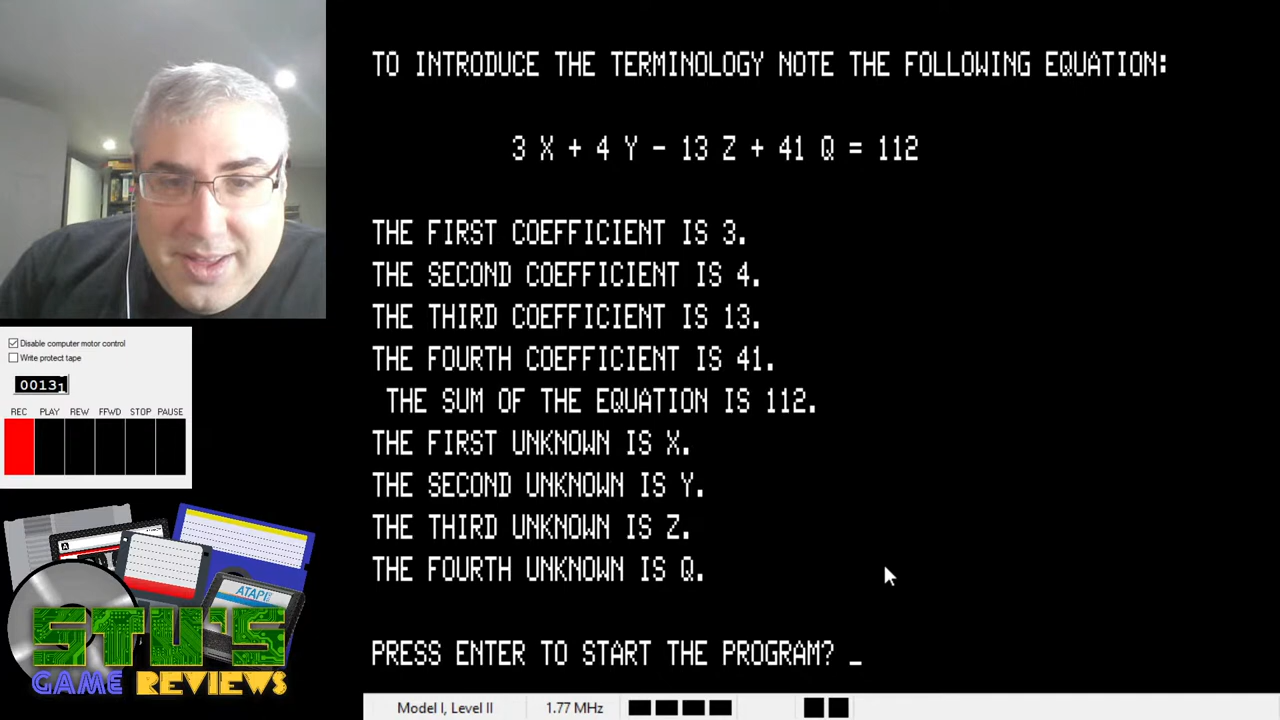 TO INTRODUCE THE TERMINOLOGY NOTE THE FOLLOWING EQUATION:
3 X + 4 Y - 13 Z + 41 Q = 112
THE FIRST COEFFICIENT IS 3.
THE SECOND COEFFICIENT IS 4.
THE THIRD COEFFICIENT IS 13.
THE FOURTH COEFFICIENT IS 41.
THE SUM OF THE EQUATION IS 112.
THE FIRST UNKNOWN IS X.
THE SECOND UNKNOWN IS Y.
THE THIRD UNKNOWN IS Z.
THE FOURTH UNKNOWN IS Q.
PRESS ENTER TO START THE PROGRAM? _
Disable computer motor control
Write protect tape
00131
REC PLAY REW FFWD STOP PAUSE
A
ATARI
STU'S
GAME REVIEWS
Model I, Level II 1.77 MHz